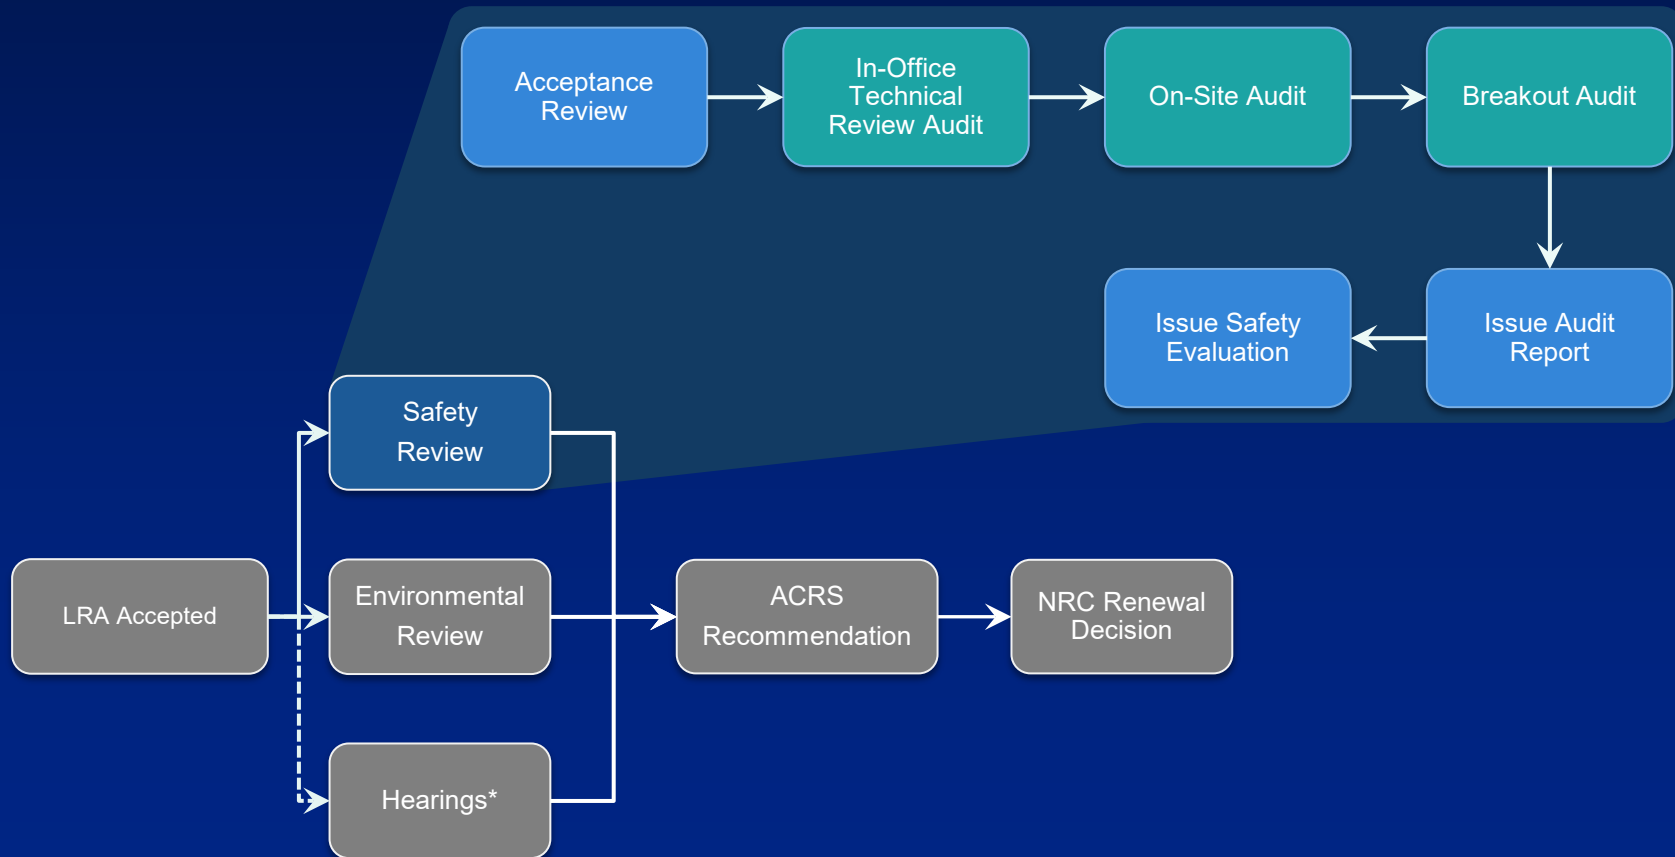 Acceptance
Review
In-Office
Technical
Review Audit
On-Site Audit
Breakout Audit
Issue Safety
Evaluation
Issue Audit
Report
Safety
Review
LRA Accepted
Environmental
Review
ACRS
Recommendation
NRC Renewal
Decision
Hearings*